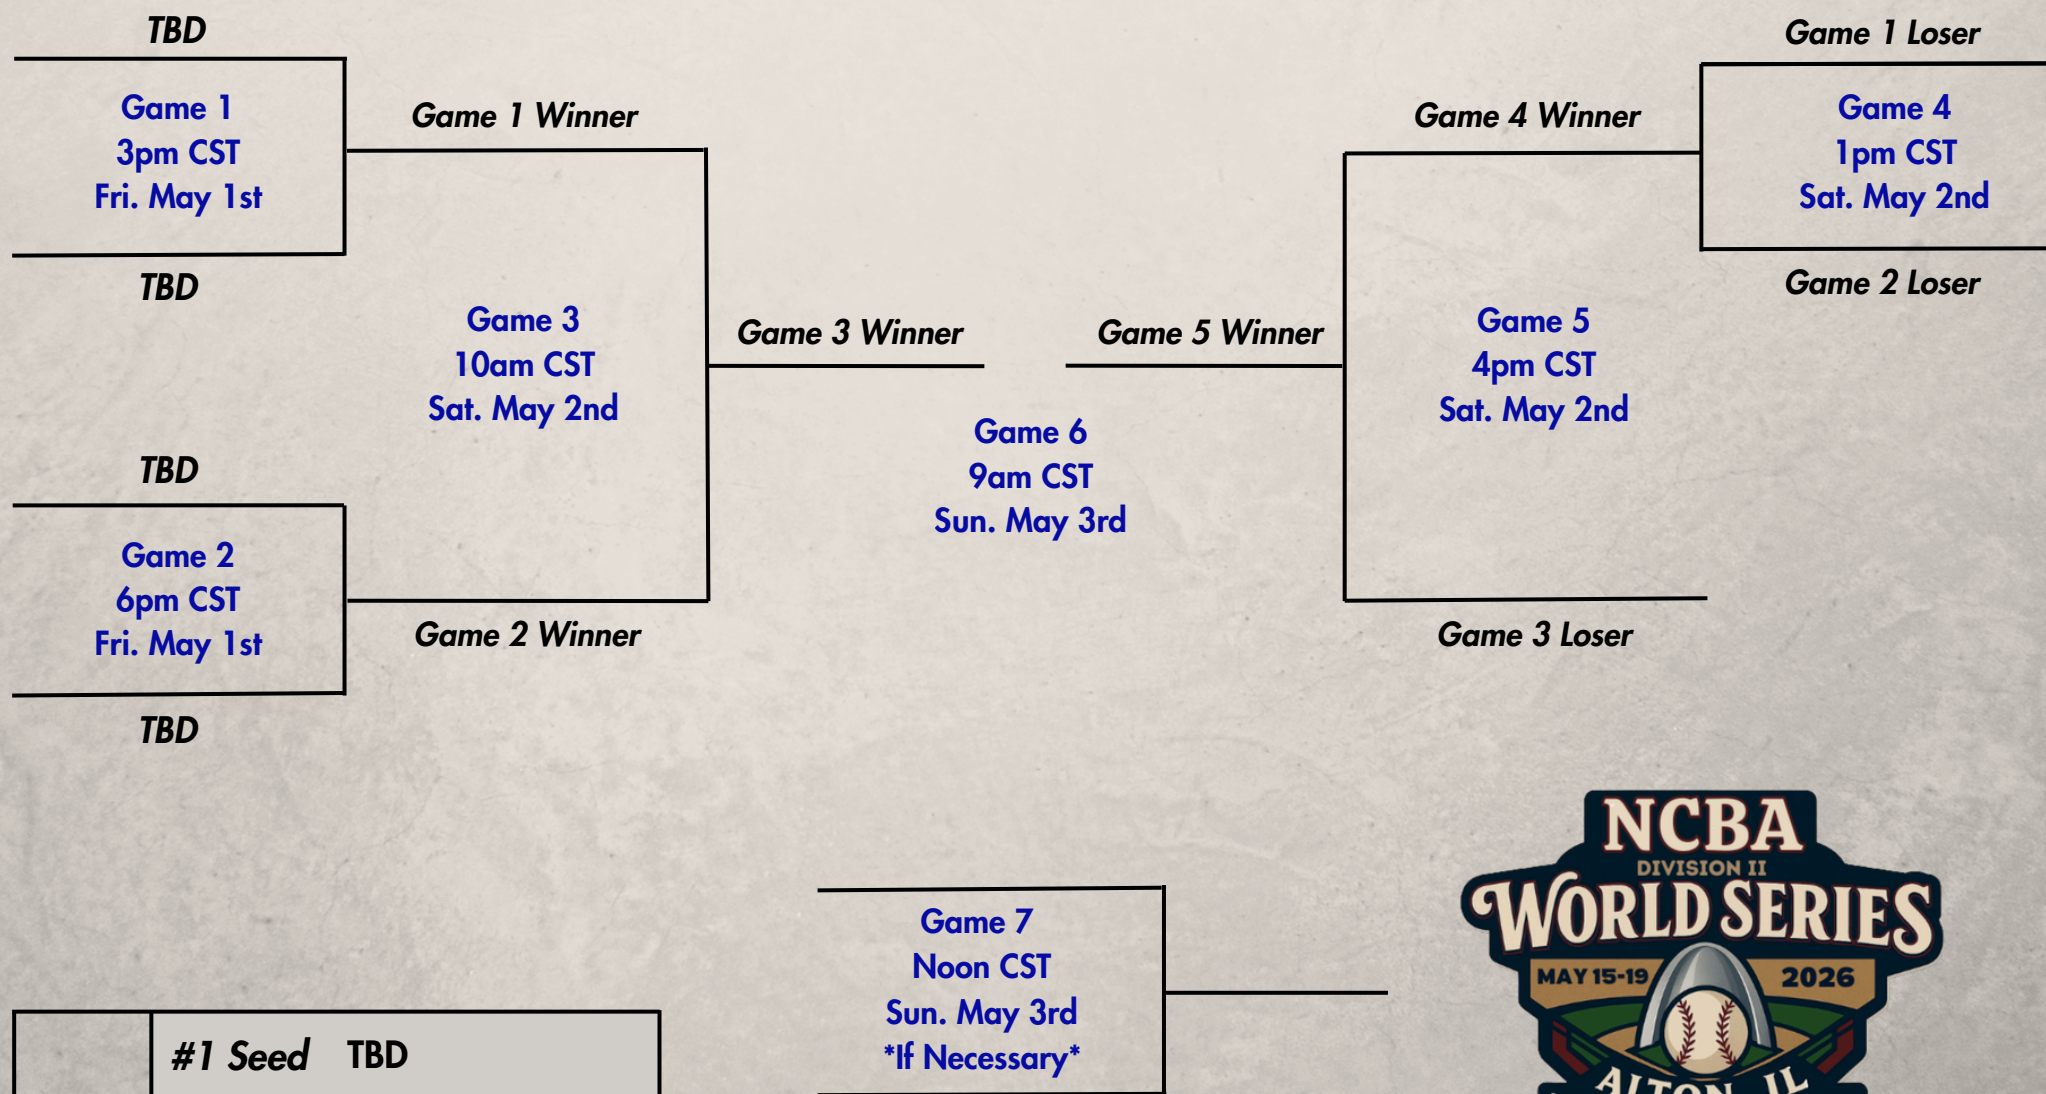 TBD
Game 1
3pm CST
Fri. May 1st
TBD
Game 1 Winner
TBD
Game 2
6pm CST
Fri. May 1st
TBD
Game 2 Winner
Game 3
10am CST
Sat. May 2nd
Game 3 Winner
Game 5 Winner
Game 6
9am CST
Sun. May 3rd
Game 4 Winner
Game 5
4pm CST
Sat. May 2nd
Game 3 Loser
Game 1 Loser
Game 4
1pm CST
Sat. May 2nd
Game 2 Loser
Game 7
Noon CST
Sun. May 3rd
*If Necessary*
#1 Seed TBD
NCBA
DIVISION II
WORLD SERIES
MAY 15-19 2026
ALTON, IL